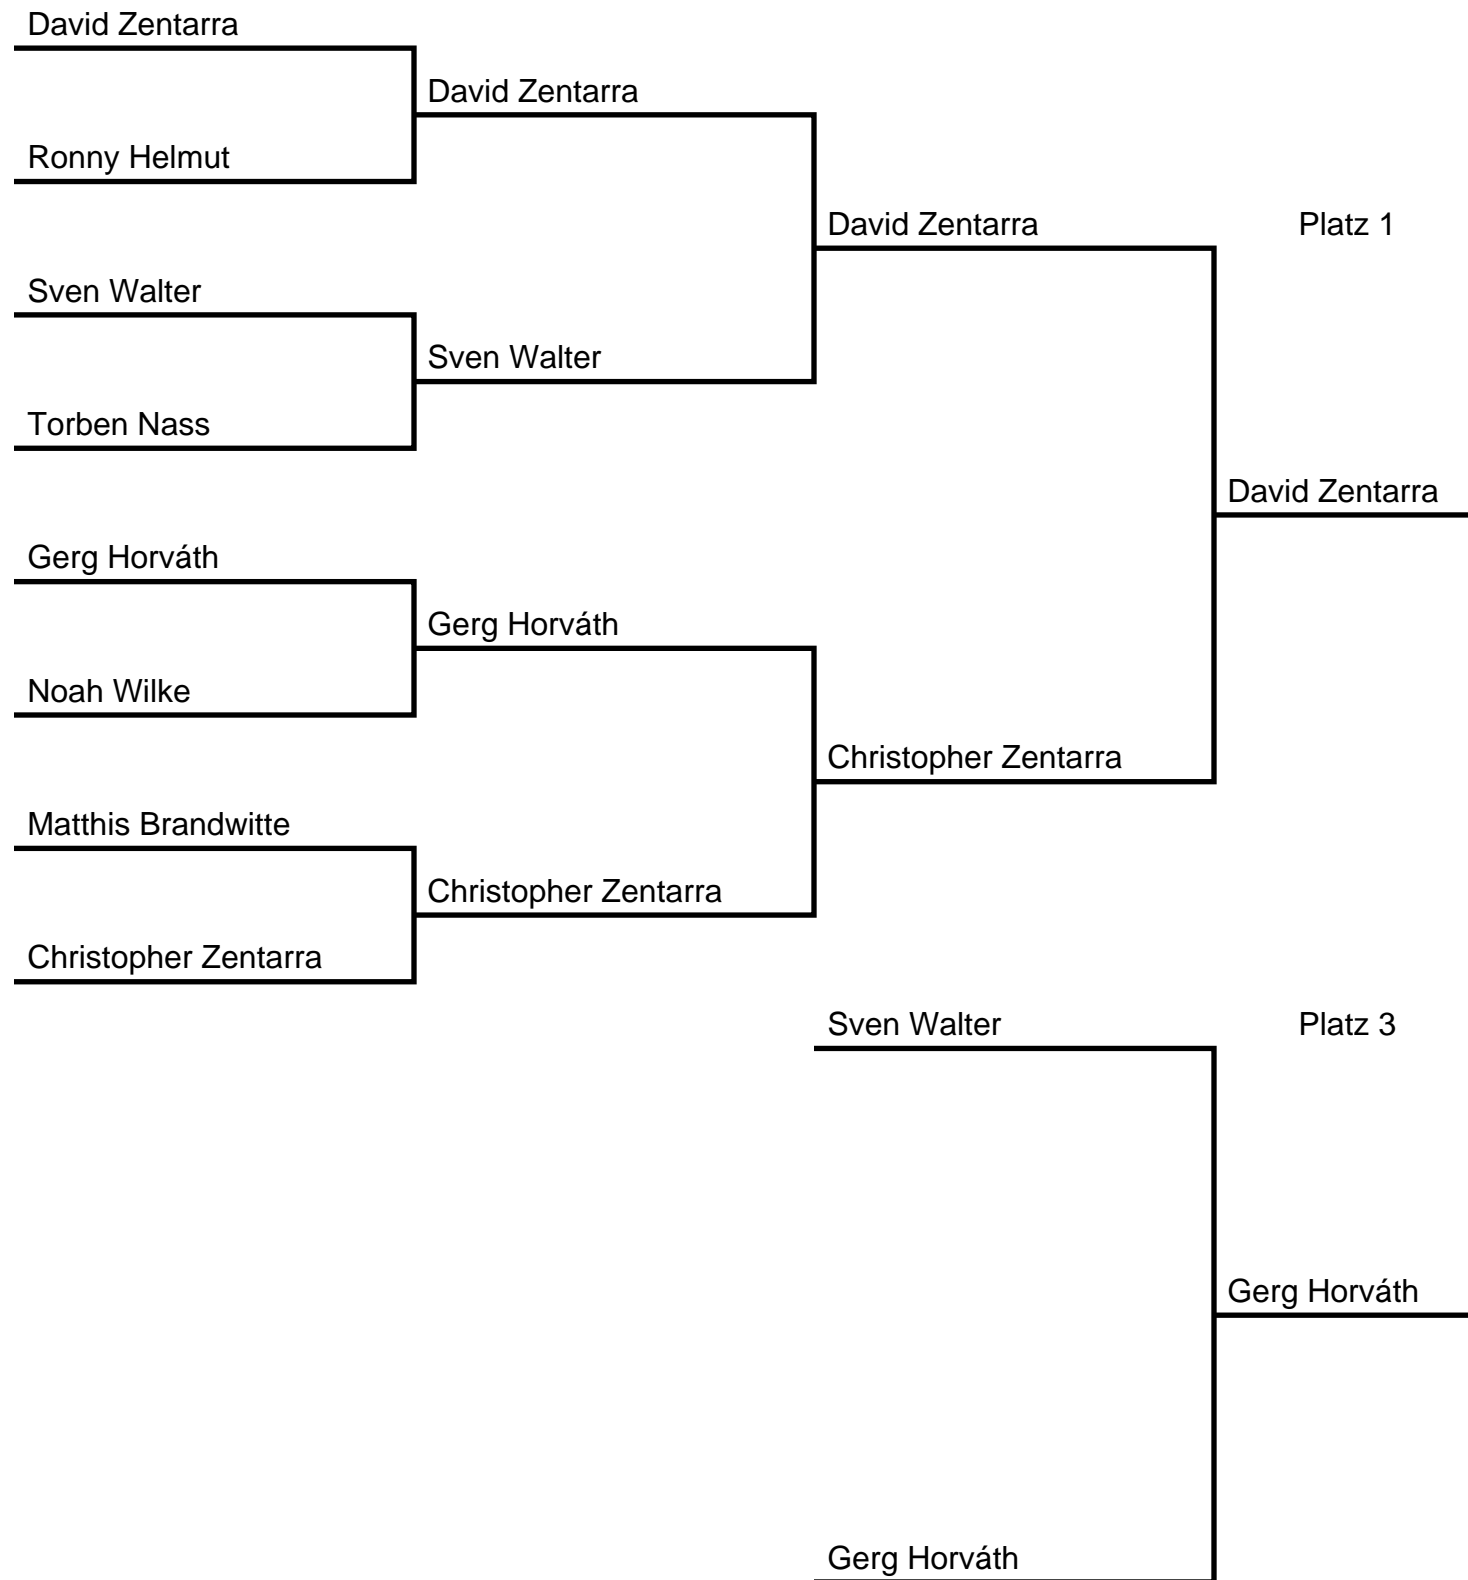 David Zentarra
David Zentarra
Ronny Helmut
David Zentarra
Platz 1
Sven Walter
Sven Walter
Torben Nass
David Zentarra
Gerg Horváth
Gerg Horváth
Noah Wilke
Christopher Zentarra
Matthis Brandwitte
Christopher Zentarra
Christopher Zentarra
Sven Walter
Platz 3
Gerg Horváth
Gerg Horváth